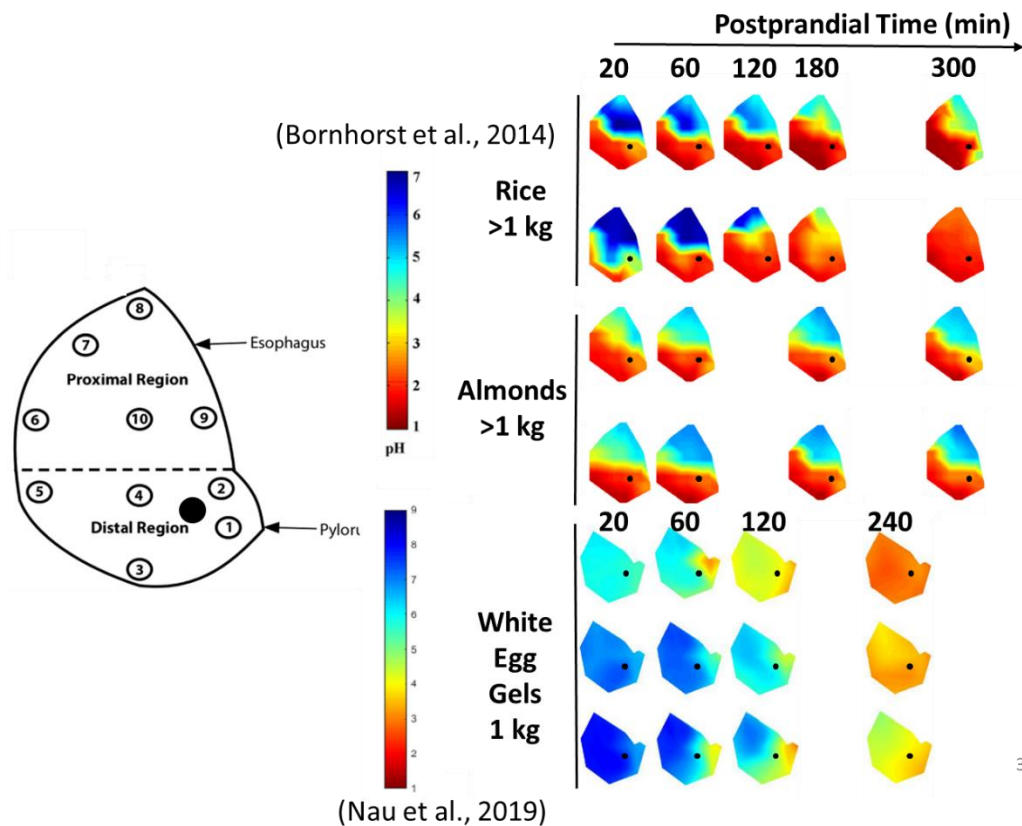 Postprandial Time (min)
20 60 120 180 300
(Bornhorst et al., 2014)
Rice
>1 kg
7
6
5
4
3
2
1
pH
Almonds
>1 kg
8
7
Esophagus
Proximal Region
6 10 9
5 4 2
Distal Region 1
Pyloru
3
20 60 120 240
9
8
7
6
5
4
3
2
1
White
Egg
Gels
1 kg
(Nau et al., 2019)